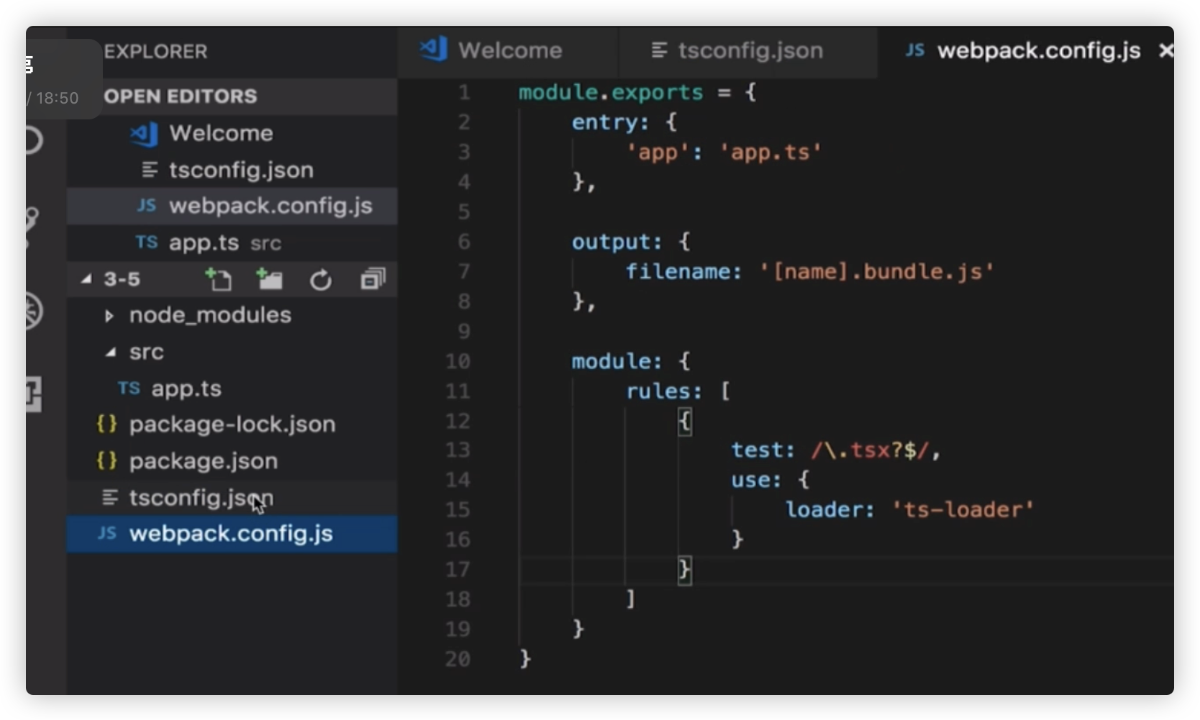 / 18:50
EXPLORER
OPEN EDITORS
Welcome
tsconfig.json
JS webpack.config.js
TS app.ts src
3-5
node_modules
src
TS app.ts
{} package-lock.json
{} package.json
tsconfig.json
JS webpack.config.js
Welcome
tsconfig.json
JS webpack.config.js ×
1 module.exports = {
2 entry: {
3 'app': 'app.ts'
4 },
5
6 output: {
7 filename: '[name].bundle.js'
8 },
9
10 module: {
11 rules: [
12 {
13 test: /\.tsx?$/,
14 use: {
15 loader: 'ts-loader'
16 }
17 }
18 ]
19 }
20 }